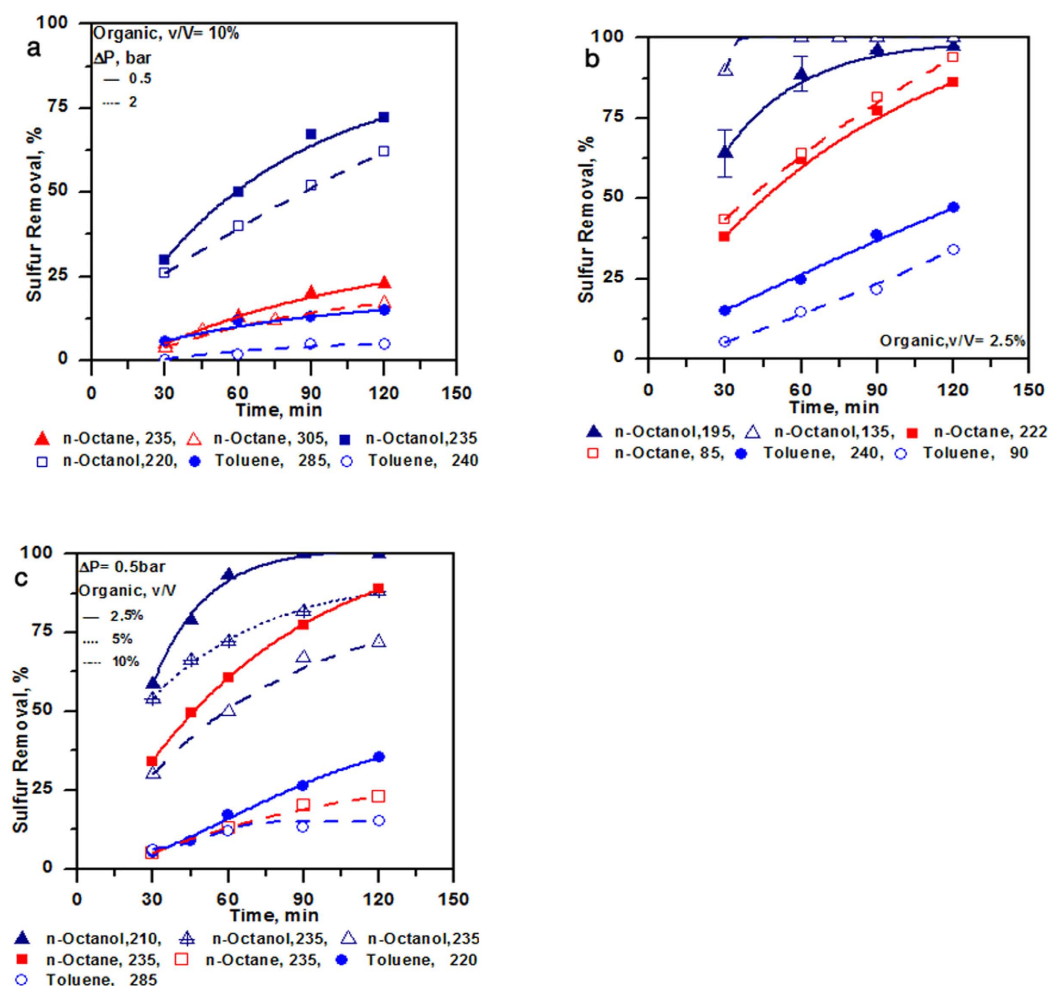 a
Organic, v/V= 10%
ΔP, bar
0.5
2
100
75
50
25
0
Sulfur Removal, %
0 30 60 90 120 150
Time, min
n-Octane, 235, n-Octane, 305, n-Octanol,235
n-Octanol,220, Toluene, 285, Toluene, 240
b
100
75
50
25
0
Sulfur Removal, %
Organic,v/V= 2.5%
0 30 60 90 120 150
Time, min
n-Octanol,195, n-Octanol,135, n-Octane, 222
n-Octane, 85, Toluene, 240, Toluene, 90
c
ΔP= 0.5bar
Organic, v/V
2.5%
5%
10%
100
75
50
25
0
Sulfur Removal, %
0 30 60 90 120 150
Time, min
n-Octanol,210, n-Octanol,235, n-Octanol,235
n-Octane, 235, n-Octane, 235, Toluene, 220
Toluene, 285